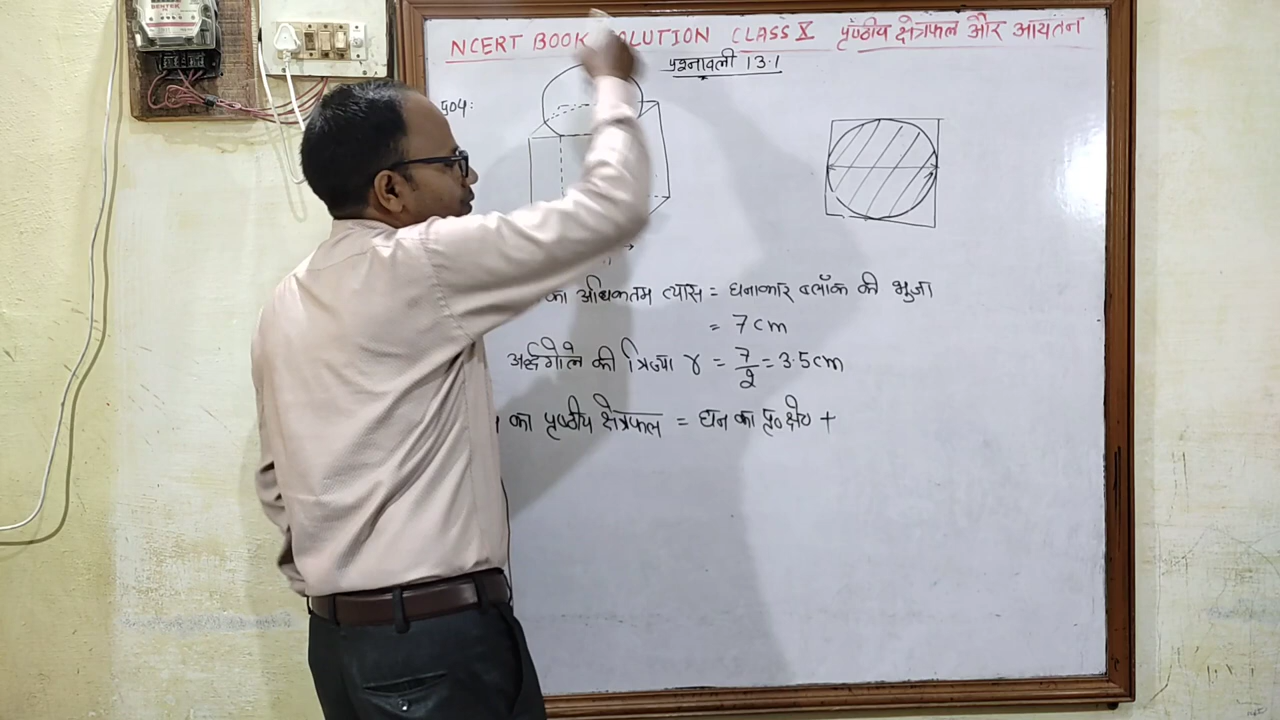 NCERT BOOK SOLUTION CLASS X पृष्ठीय क्षेत्रफल और आयतन
प्रश्नावली 13.1
प्र04:
का अधिकतम व्यास = घनाकार ब्लॉक की भुजा
= 7 cm
अर्द्धगोले की त्रिज्या r = 7/2 = 3.5 cm
का पृष्ठीय क्षेत्रफल = घन का पृ० क्षे० +